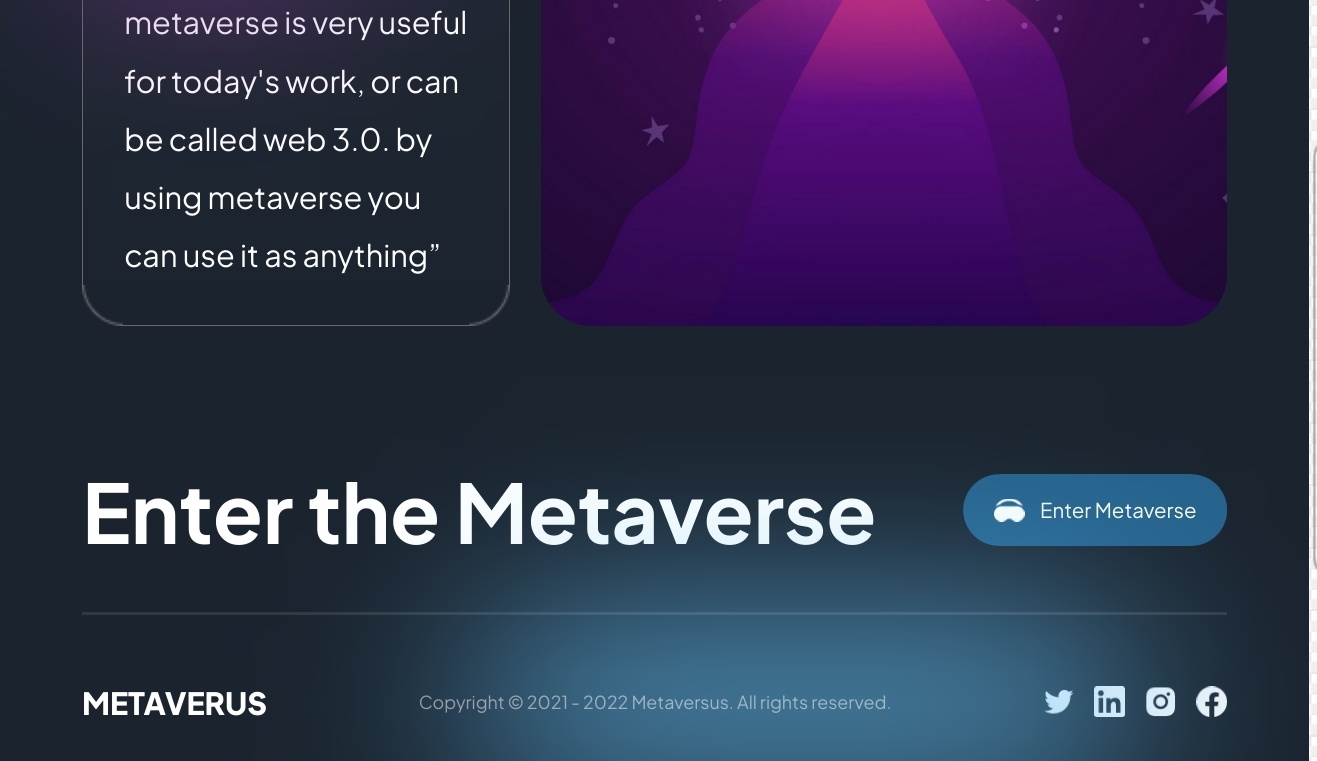 metaverse is very useful
for today's work, or can
be called web 3.0. by
using metaverse you
can use it as anything”
Enter the Metaverse
Enter Metaverse
METAVERUS
Copyright © 2021 - 2022 Metaversus. All rights reserved.